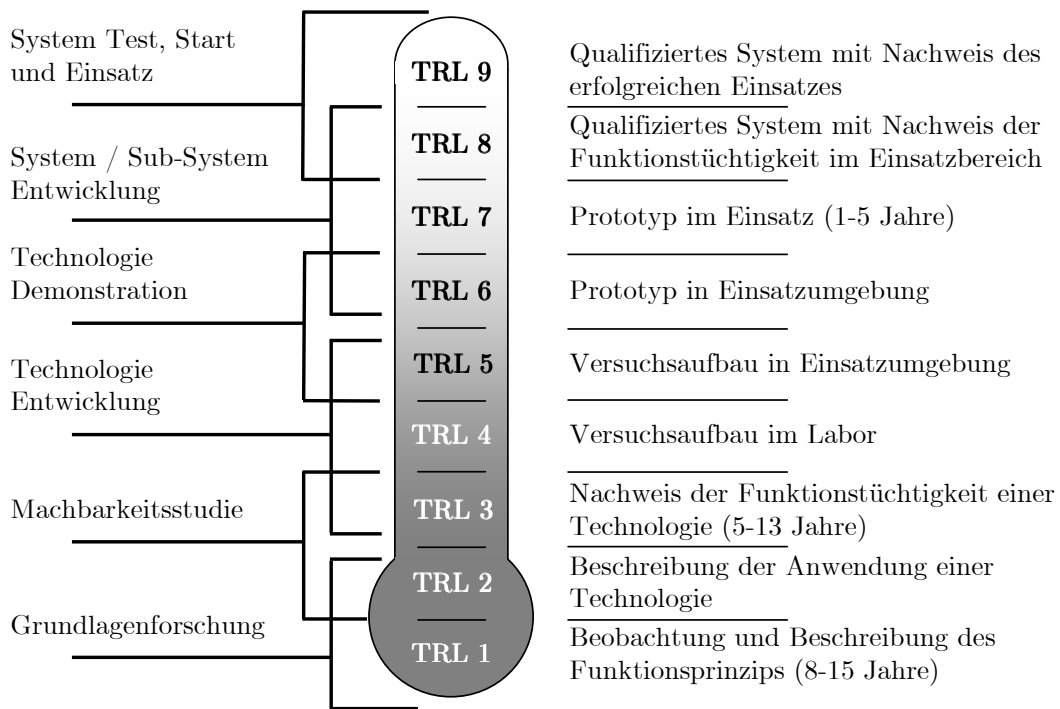 System Test, Start
und Einsatz
System / Sub-System
Entwicklung
Technologie
Demonstration
Technologie
Entwicklung
Machbarkeitsstudie
Grundlagenforschung
TRL 9
TRL 8
TRL 7
TRL 6
TRL 5
TRL 4
TRL 3
TRL 2
TRL 1
Qualifiziertes System mit Nachweis des
erfolgreichen Einsatzes
Qualifiziertes System mit Nachweis der
Funktionstüchtigkeit im Einsatzbereich
Prototyp im Einsatz (1-5 Jahre)
Prototyp in Einsatzumgebung
Versuchsaufbau in Einsatzumgebung
Versuchsaufbau im Labor
Nachweis der Funktionstüchtigkeit einer
Technologie (5-13 Jahre)
Beschreibung der Anwendung einer
Technologie
Beobachtung und Beschreibung des
Funktionsprinzips (8-15 Jahre)